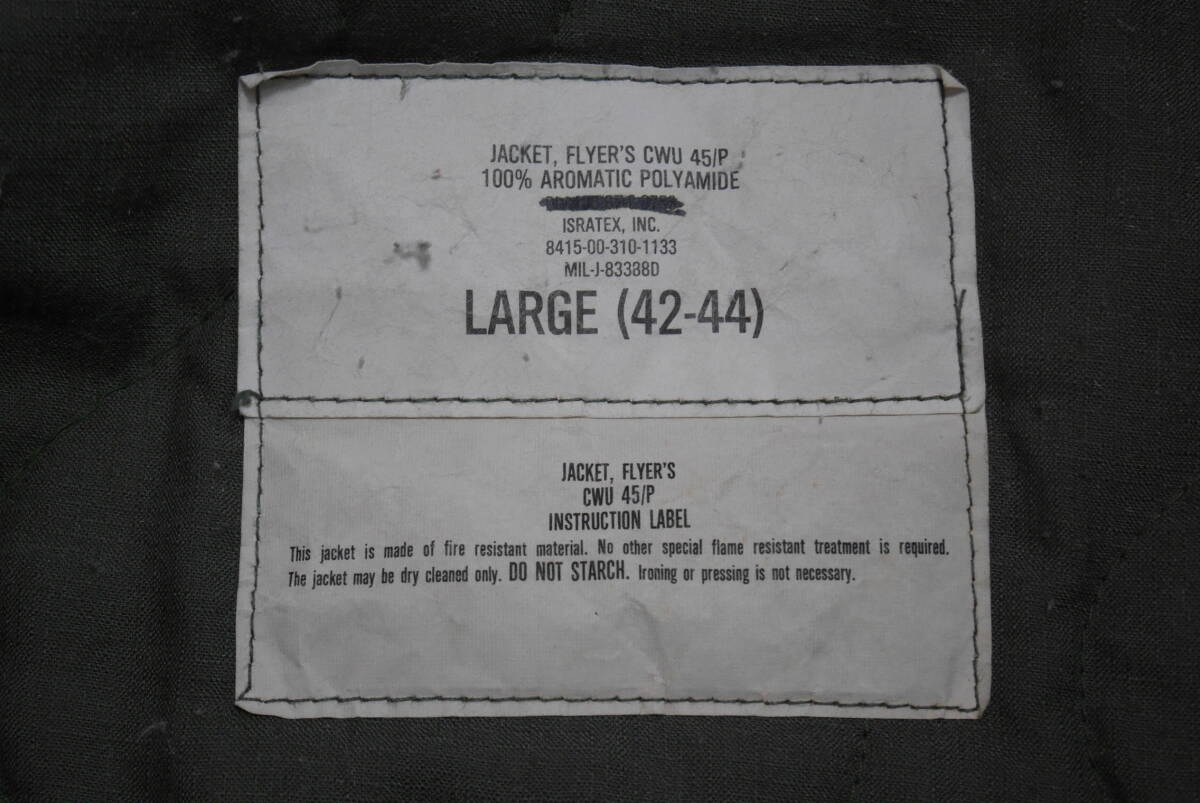 JACKET, FLYER'S CWU 45/P
100% AROMATIC POLYAMIDE
ISRATEX, INC.
8415-00-310-1133
MIL-J-83388D
LARGE (42-44)
JACKET, FLYER'S
CWU 45/P
INSTRUCTION LABEL
This jacket is made of fire resistant material. No other special flame resistant treatment is required.
The jacket may be dry cleaned only. DO NOT STARCH. Ironing or pressing is not necessary.